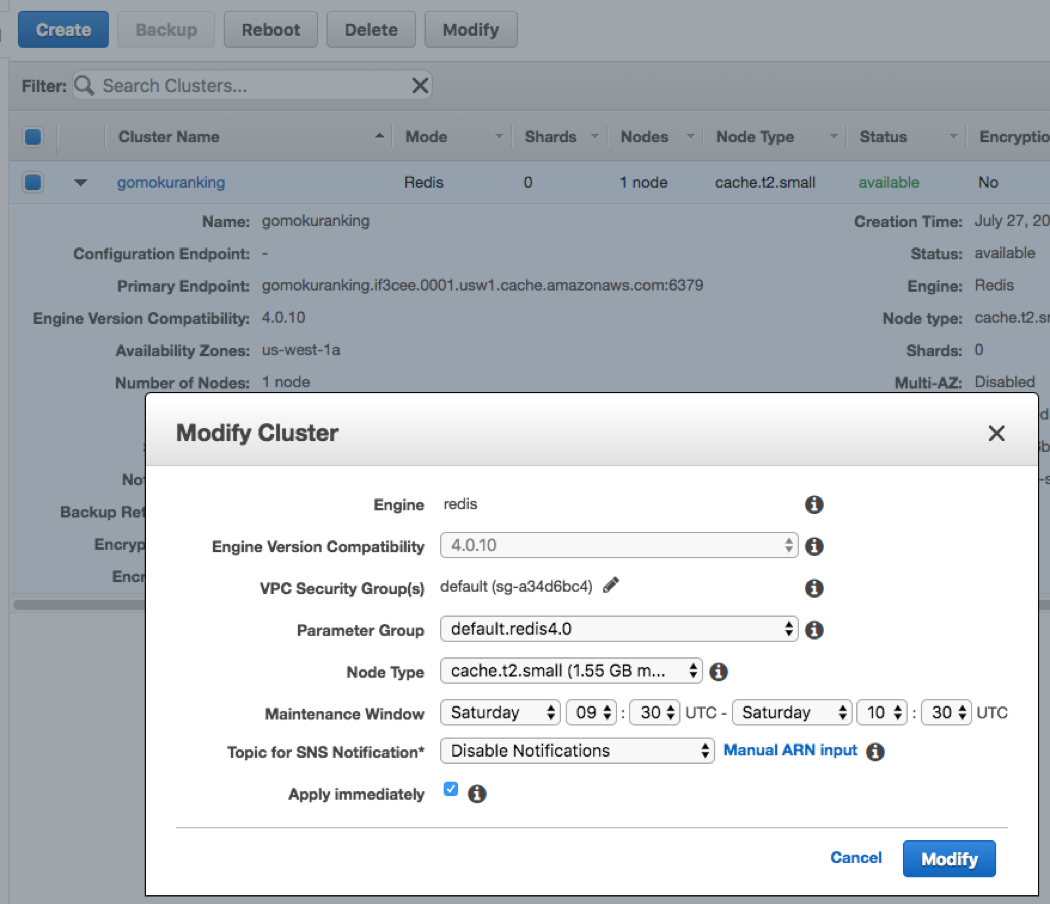 Create Backup Reboot Delete Modify
Filter: Search Clusters...
Cluster Name Mode Shards Nodes Node Type Status Encryptio
gomokuranking Redis 0 1 node cache.t2.small available No
Name: gomokuranking Creation Time: July 27, 20
Configuration Endpoint: - Status: available
Primary Endpoint: gomokuranking.if3cee.0001.usw1.cache.amazonaws.com:6379 Engine: Redis
Engine Version Compatibility: 4.0.10 Node type: cache.t2.sm
Availability Zones: us-west-1a Shards: 0
Number of Nodes: 1 node Multi-AZ: Disabled
Modify Cluster
Engine redis
Engine Version Compatibility 4.0.10
VPC Security Group(s) default (sg-a34d6bc4)
Parameter Group default.redis4.0
Node Type cache.t2.small (1.55 GB m...
Maintenance Window Saturday 09 : 30 UTC - Saturday 10 : 30 UTC
Topic for SNS Notification* Disable Notifications Manual ARN input
Apply immediately
Cancel Modify
Backup Ret
Encryp
Encr